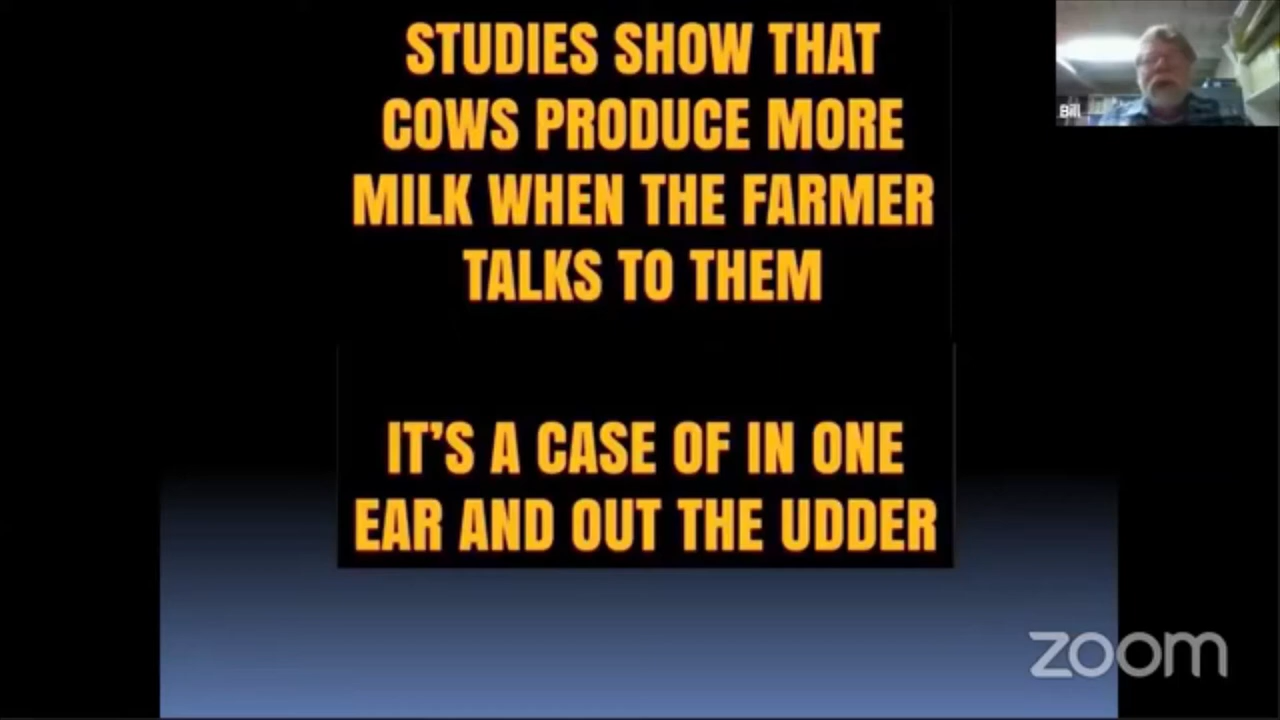 STUDIES SHOW THAT
COWS PRODUCE MORE
MILK WHEN THE FARMER
TALKS TO THEM
IT’S A CASE OF IN ONE
EAR AND OUT THE UDDER
Bill
zoom